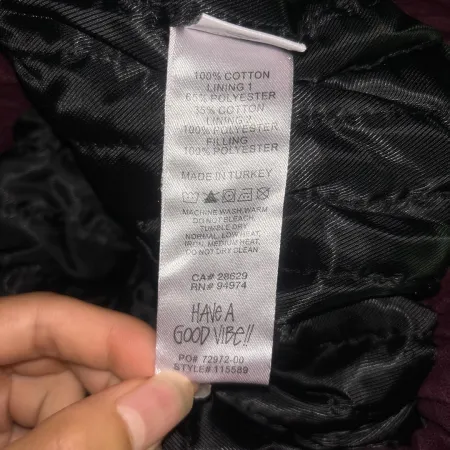 100% COTTON
LINING 1
65% POLYESTER
35% COTTON
LINING 2
100% POLYESTER
FILLING
100% POLYESTER
MADE IN TURKEY
MACHINE WASH WARM
DO NOT BLEACH
TUMBLE DRY
NORMAL, LOW HEAT,
IRON, MEDIUM HEAT,
DO NOT DRY CLEAN
CA# 28629
RN# 94974
HAVE A
GOOD VIBE!!
PO# 72972-00
STYLE# 115589